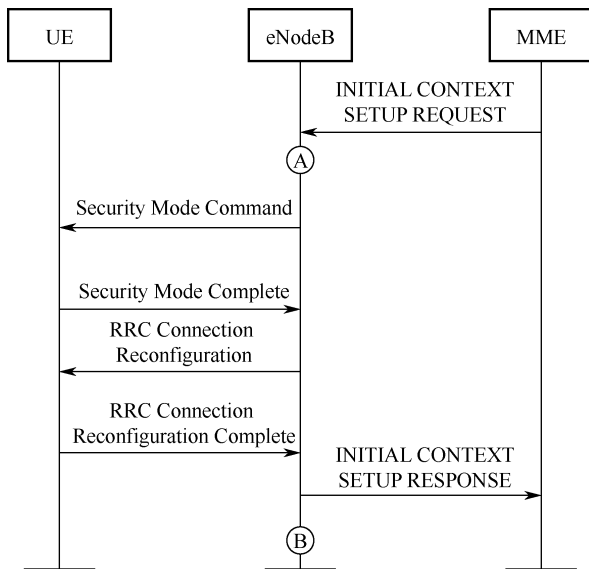 UE
eNodeB
MME
INITIAL CONTEXT
SETUP REQUEST
A
Security Mode Command
Security Mode Complete
RRC Connection
Reconfiguration
RRC Connection
Reconfiguration Complete
INITIAL CONTEXT
SETUP RESPONSE
B